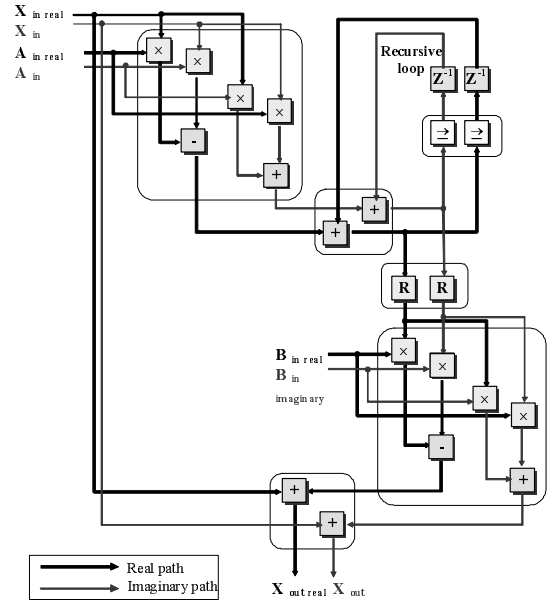 X in real
X in
A in real
A in
×
×
×
×
-
+
Recursive
loop
Z-1
Z-1
≥
≥
+
+
R
R
B in real
B in
imaginary
×
×
×
×
-
+
+
+
X out real X out
Real path
Imaginary path